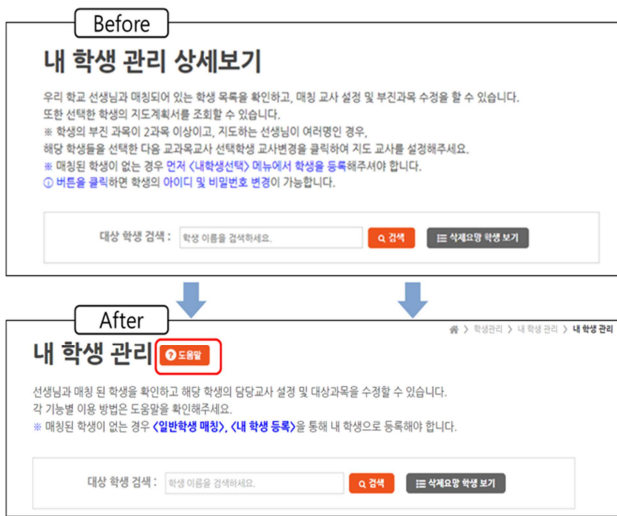 Before
내 학생 관리 상세보기
우리 학교 선생님과 매칭되어 있는 학생 목록을 확인하고, 매칭 교사 설정 및 부진과목 수정을 할 수 있습니다.
또한 선택한 학생의 지도계획서를 조회할 수 있습니다.
※ 학생의 부진 과목이 2과목 이상이고, 지도하는 선생님이 여러명인 경우,
해당 학생들을 선택한 다음 교과목교사 선택학생 교사변경을 클릭하여 지도 교사를 설정해주세요.
※ 매칭된 학생이 없는 경우 먼저 <내학생선택> 메뉴에서 학생을 등록해주셔야 합니다.
ⓘ 버튼을 클릭하면 학생의 아이디 및 비밀번호 변경이 가능합니다.
대상 학생 검색 : 학생 이름을 검색하세요. 검색 삭제요망 학생 보기
After
> 학생관리 > 내 학생 관리 > 내 학생 관리
내 학생 관리 ? 도움말
선생님과 매칭 된 학생을 확인하고 해당 학생의 담당교사 설정 및 대상과목을 수정할 수 있습니다.
각 기능별 이용 방법은 도움말을 확인해주세요.
※ 매칭된 학생이 없는 경우 <일반학생 매칭>, <내 학생 등록>을 통해 내 학생으로 등록해야 합니다.
대상 학생 검색 : 학생 이름을 검색하세요. 검색 삭제요망 학생 보기